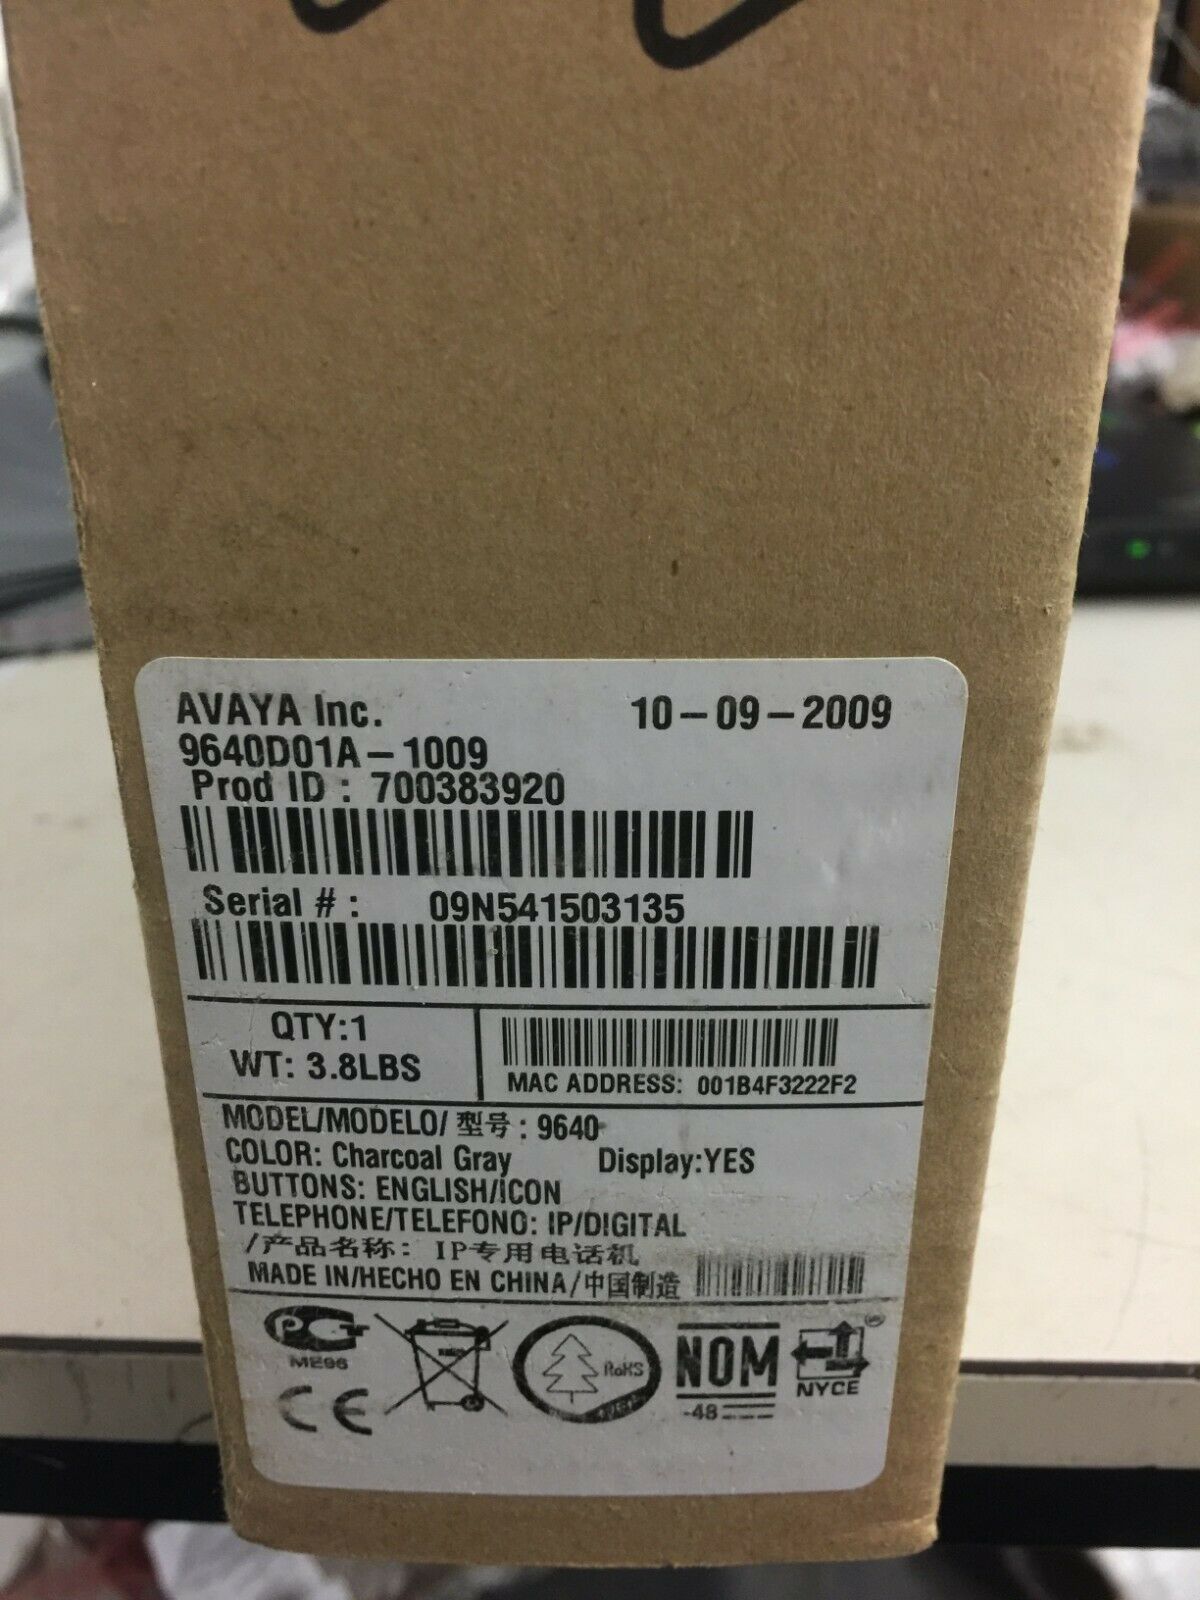 AVAYA Inc. 10-09-2009
9640D01A-1009
Prod ID : 700383920
Serial # : 09N541503135
QTY:1
WT: 3.8LBS
MAC ADDRESS: 001B4F3222F2
MODEL/MODELO/ 型号: 9640
COLOR: Charcoal Gray Display:YES
BUTTONS: ENGLISH/ICON
TELEPHONE/TELEFONO: IP/DIGITAL
/产品名称: IP专用电话机
MADE IN/HECHO EN CHINA/中国制造
ME96
CE
RoHS
NOM
-48
NYCE